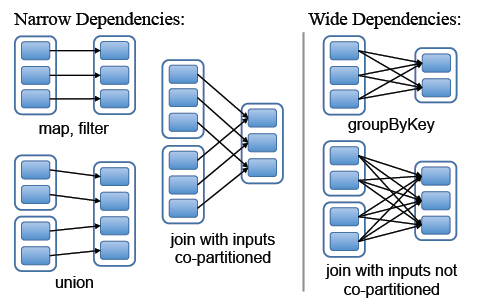 Narrow Dependencies:
map, filter
union
join with inputs
co-partitioned
Wide Dependencies:
groupByKey
join with inputs not
co-partitioned